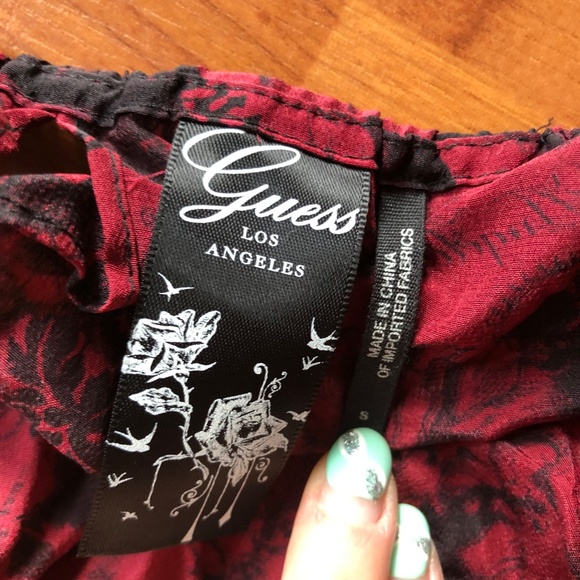 Guess
LOS
ANGELES
MADE IN CHINA
OF IMPORTED FABRICS
S